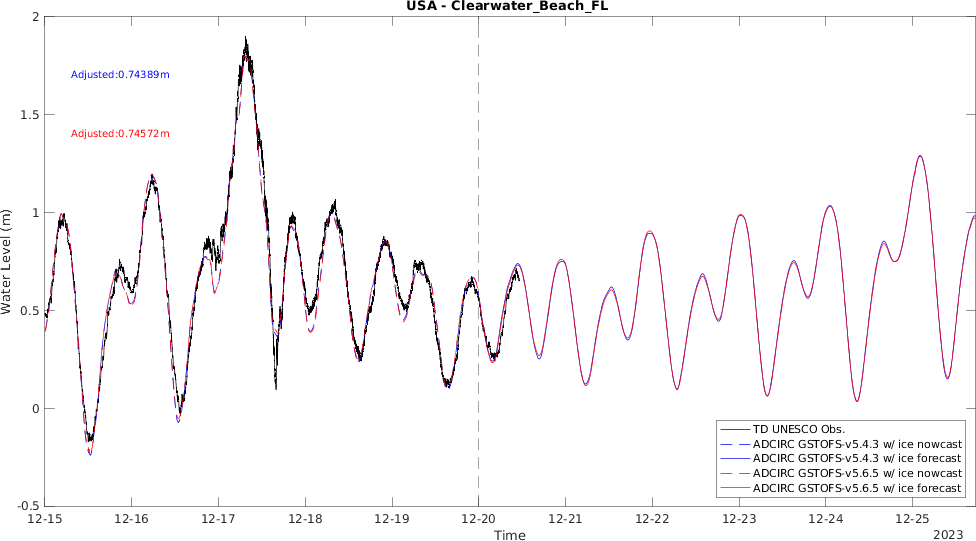 USA - Clearwater_Beach_FL
2
Adjusted:0.74389m
1.5
Adjusted:0.74572m
1
Water Level (m)
0.5
0
-0.5
TD UNESCO Obs.
ADCIRC GSTOFS-v5.4.3 w/ ice nowcast
ADCIRC GSTOFS-v5.4.3 w/ ice forecast
ADCIRC GSTOFS-v5.6.5 w/ ice nowcast
ADCIRC GSTOFS-v5.6.5 w/ ice forecast
12-15 12-16 12-17 12-18 12-19 12-20 12-21 12-22 12-23 12-24 12-25
Time
2023